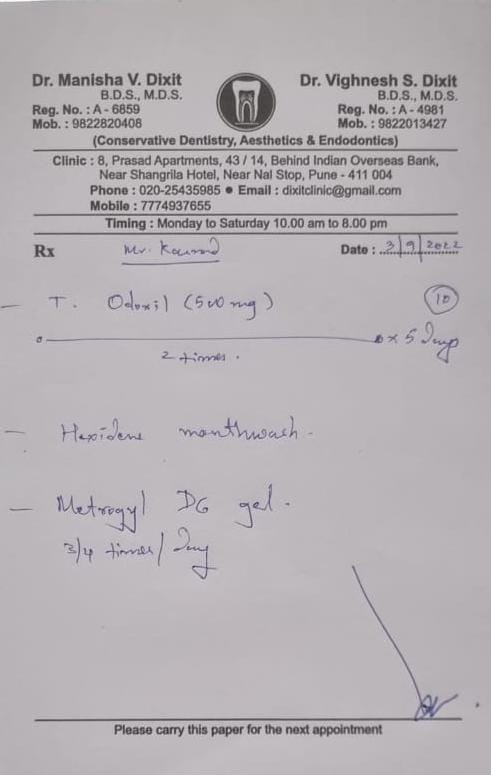 Dr. Manisha V. Dixit
B.D.S., M.D.S.
Reg. No. : A - 6859
Mob. : 9822820408
Dr. Vighnesh S. Dixit
B.D.S., M.D.S.
Reg. No. : A - 4981
Mob. : 9822013427
(Conservative Dentistry, Aesthetics & Endodontics)
Clinic : 8, Prasad Apartments, 43 / 14, Behind Indian Overseas Bank,
Near Shangrila Hotel, Near Nal Stop, Pune - 411 004
Phone : 020-25435985 ● Email : dixitclinic@gmail.com
Mobile : 7774937655
Timing : Monday to Saturday 10.00 am to 8.00 pm
Rx Mr. Date : 3/9/2022
- T. Odoxil (500 mg) 10
o x 5 days
2 times.
- Hexidene mouthwash.
- Metrogyl DG gel.
3/4 times / day
Please carry this paper for the next appointment